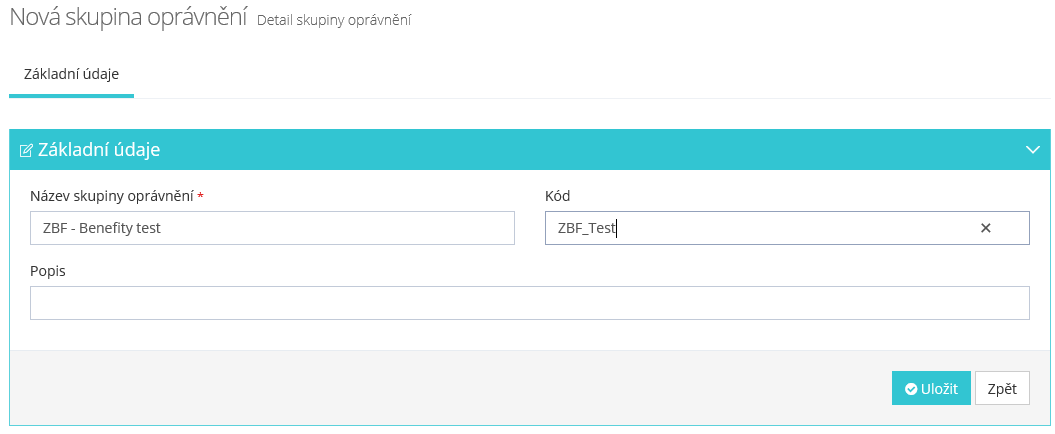 Nová skupina oprávnění Detail skupiny oprávnění
Základní údaje
Základní údaje
Název skupiny oprávnění * Kód
ZBF - Benefity test ZBF_Test ×
Popis
Uložit Zpět